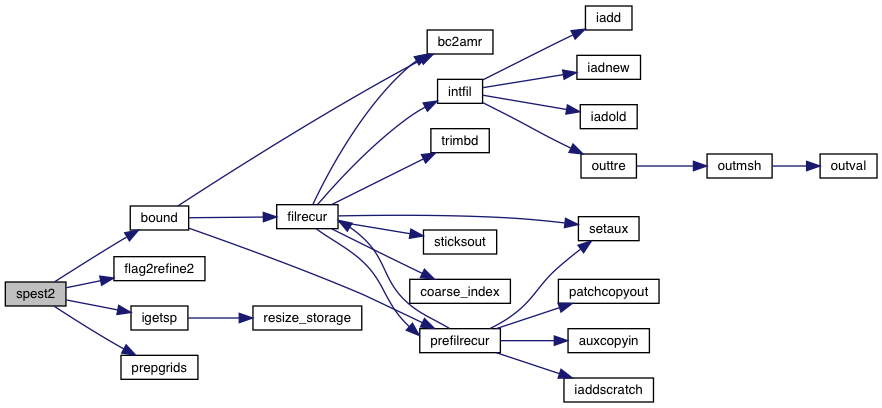 iadd
bc2amr
iadnew
intfil
iadold
trimbd
outtre
outmsh
outval
bound
filrecur
setaux
sticksout
flag2refine2
spest2
coarse_index
patchcopyout
igetsp
resize_storage
prefilrecur
auxcopyin
prepgrids
iaddscratch